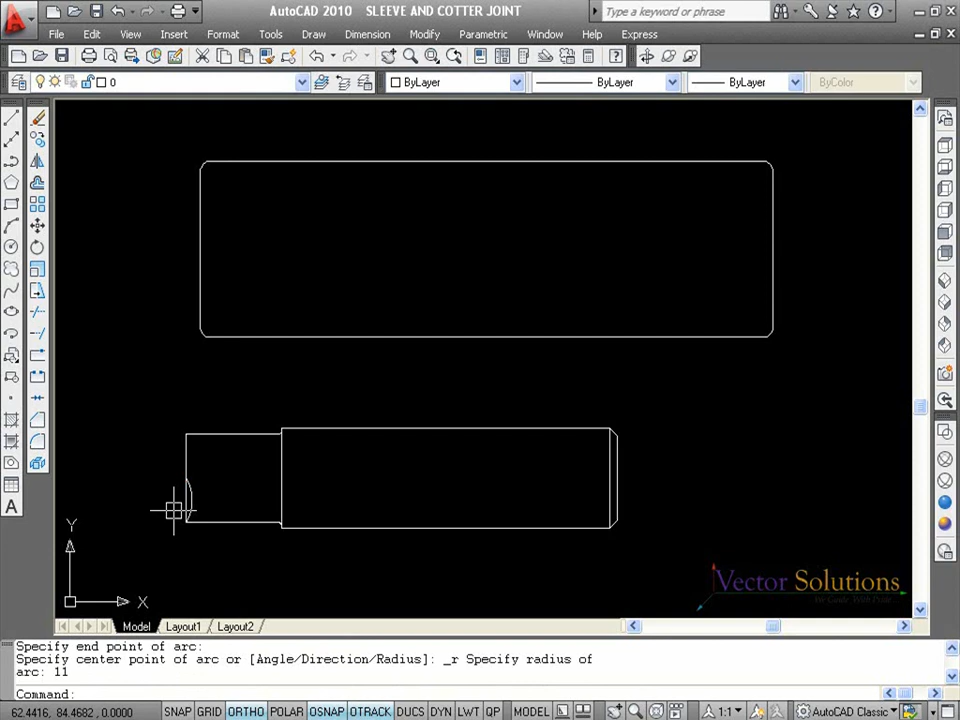 AutoCAD 2010 SLEEVE AND COTTER JOINT
Type a keyword or phrase
File Edit View Insert Format Tools Draw Dimension Modify Parametric Window Help Express
0 ByLayer ByLayer ByLayer ByColor
A
Y
X
Vector Solutions
Model Layout1 Layout2
Specify end point of arc:
Specify center point of arc or [Angle/Direction/Radius]: _r Specify radius of
arc: 11
Command:
62.4416, 84.4682, 0.0000 SNAP GRID ORTHO POLAR OSNAP OTRACK DUCS DYN LWT QP MODEL 1:1 AutoCAD Classic